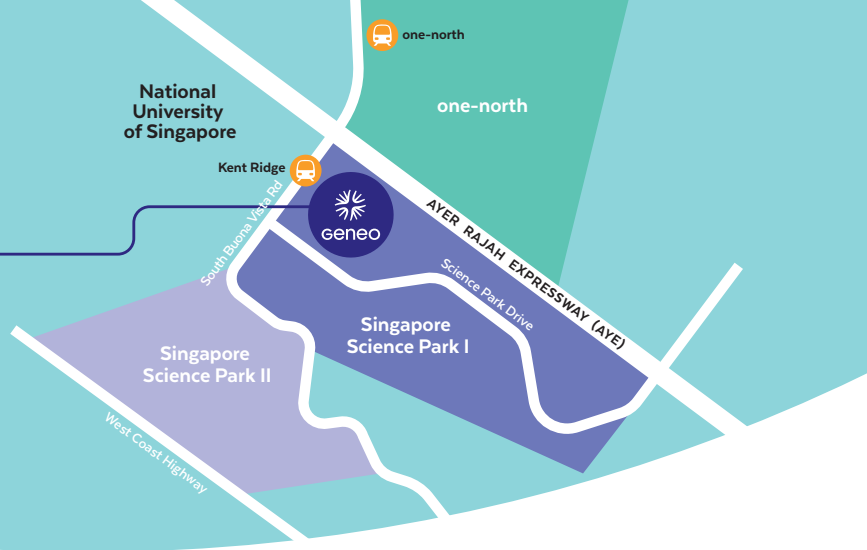 one-north
National
University
of Singapore
one-north
Kent Ridge
South Buona Vista Rd
GENEO
AYER RAJAH EXPRESSWAY (AYE)
Science Park Drive
Singapore
Science Park I
Singapore
Science Park II
West Coast Highway